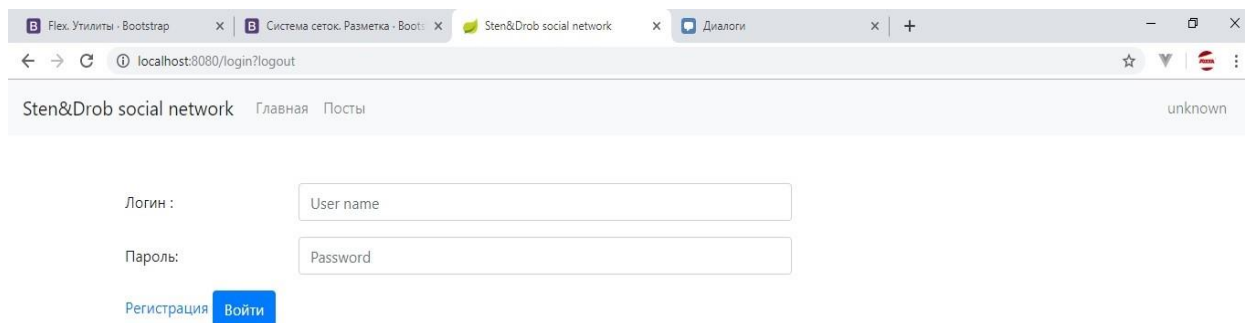 Flex. Утилиты · Bootstrap
Система сеток. Разметка · Boots
Sten&Drob social network
Диалоги
localhost:8080/login?logout
Sten&Drob social network Главная Посты unknown
Логин :
User name
Пароль:
Password
Регистрация Войти